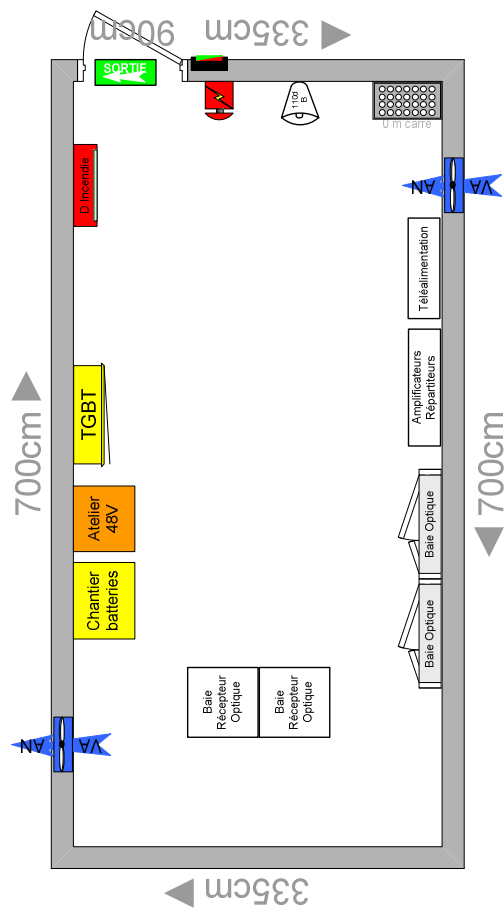 90cm
335cm
SORTIE
110d
B
0 m carré
D Incendie
AN
VA
Téléalimentation
Amplificateurs
Répartiteurs
TGBT
700cm
700cm
Baie Optique
Atelier
48V
Chantier
batteries
Baie Optique
Baie
Récepteur
Optique
Baie
Récepteur
Optique
AN
VA
335cm